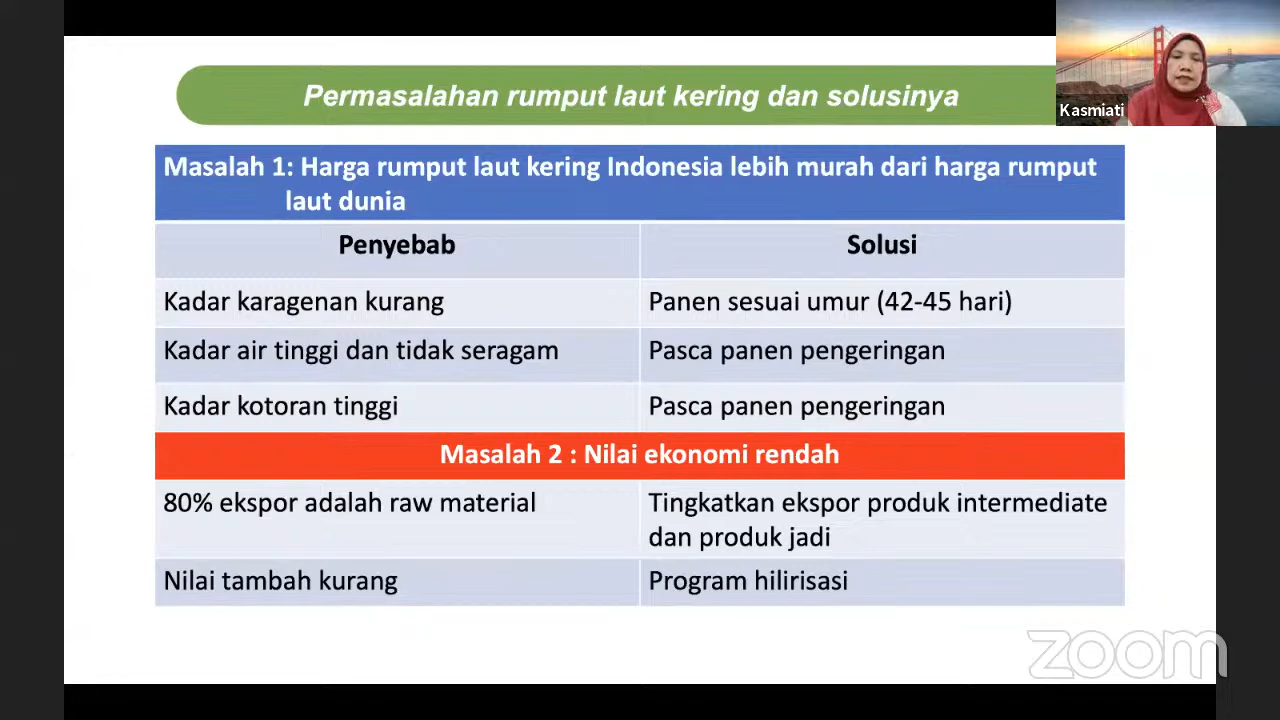 Permasalahan rumput laut kering dan solusinya
Kasmiati
Masalah 1: Harga rumput laut kering Indonesia lebih murah dari harga rumput
laut dunia
Penyebab
Solusi
Kadar karagenan kurang
Panen sesuai umur (42-45 hari)
Kadar air tinggi dan tidak seragam
Pasca panen pengeringan
Kadar kotoran tinggi
Pasca panen pengeringan
Masalah 2 : Nilai ekonomi rendah
80% ekspor adalah raw material
Tingkatkan ekspor produk intermediate
dan produk jadi
Nilai tambah kurang
Program hilirisasi
zoom